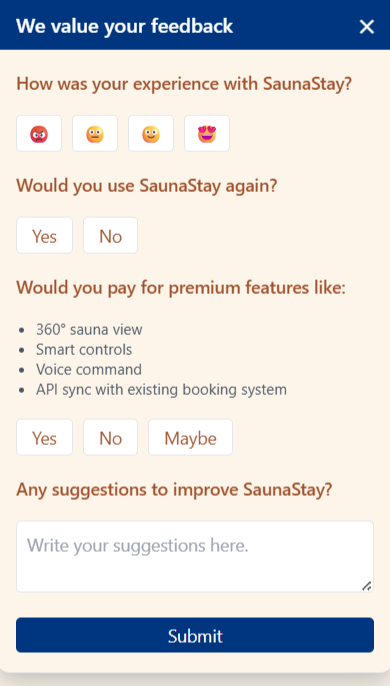 We value your feedback
How was your experience with SaunaStay?
Would you use SaunaStay again?
Yes No
Would you pay for premium features like:
• 360° sauna view
• Smart controls
• Voice command
• API sync with existing booking system
Yes No Maybe
Any suggestions to improve SaunaStay?
Write your suggestions here.
Submit